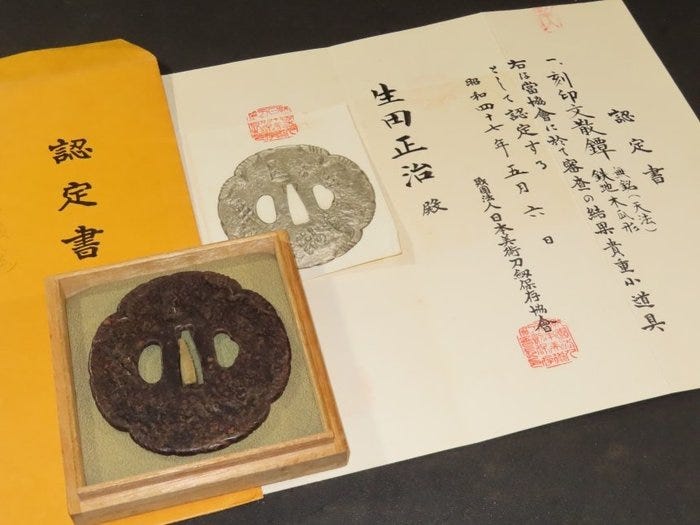 認定書
認定書
一、刻印文散鐔 無銘(天法)
鉄地木瓜形
右は當協會に於て審査の結果貴重小道具
として認定する
昭和四十七年五月六日
財団法人日本美術刀剣保存協會
生田正治 殿